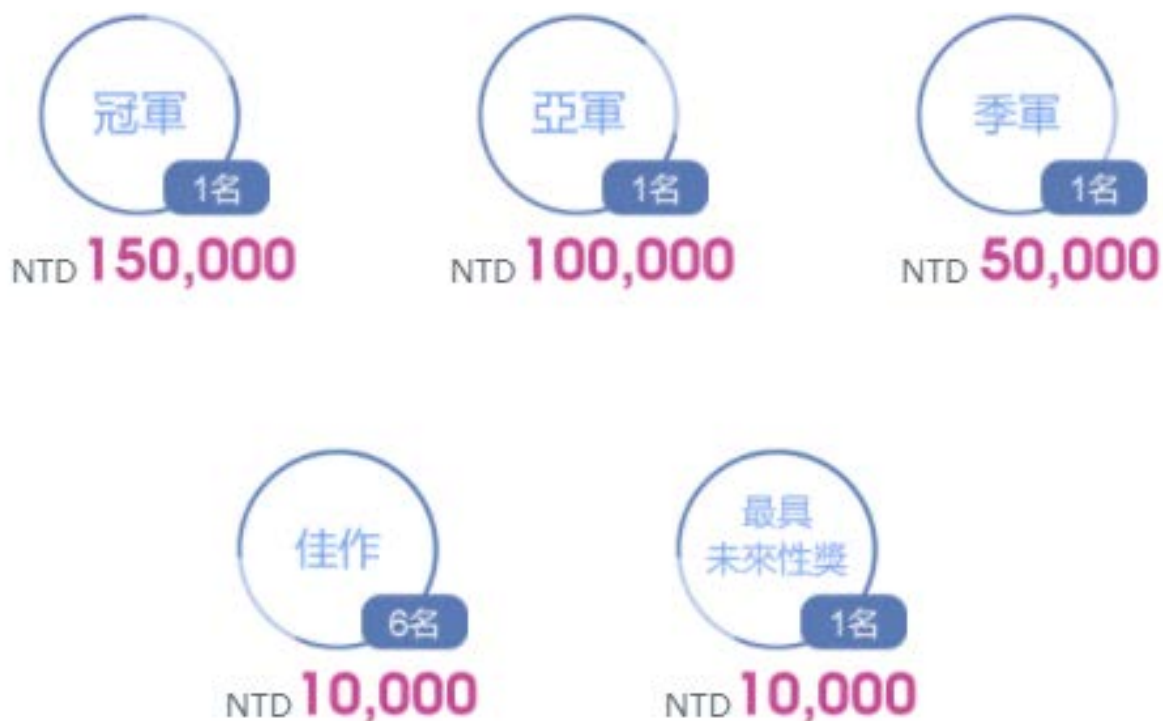 冠軍
1名
NTD 150,000
亞軍
1名
NTD 100,000
季軍
1名
NTD 50,000
佳作
6名
NTD 10,000
最具
未來性獎
1名
NTD 10,000